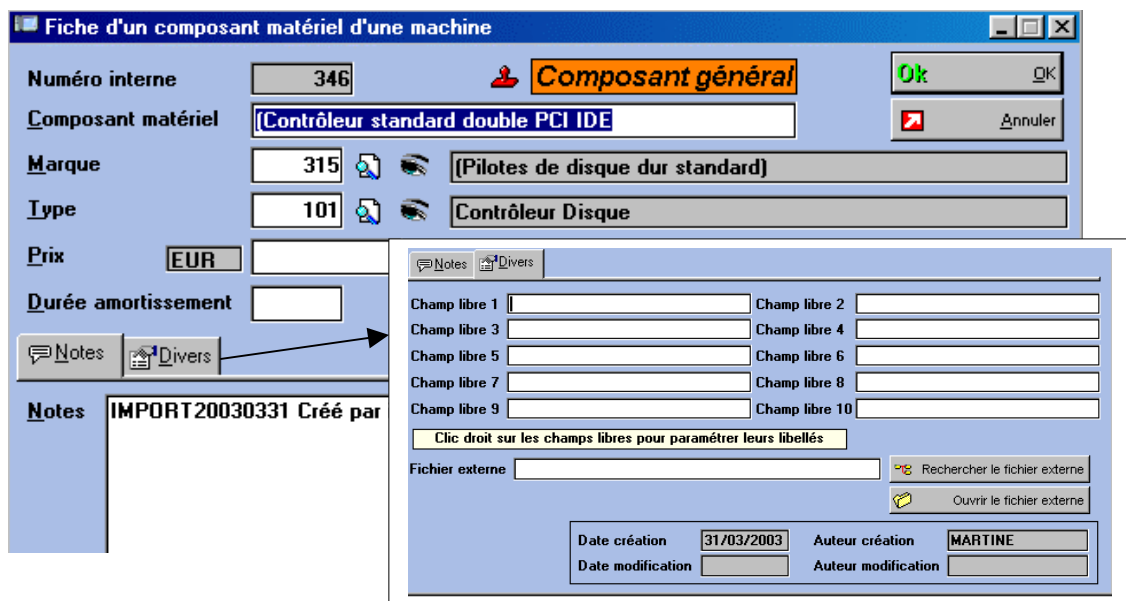 Fiche d'un composant matériel d'une machine
Numéro interne 346 Composant général Ok OK
Composant matériel (Contrôleur standard double PCI IDE Annuler
Marque 315 (Pilotes de disque dur standard)
Type 101 Contrôleur Disque
Prix EUR
Durée amortissement
Notes Divers
Notes IMPORT20030331 Créé par
Notes Divers
Champ libre 1 Champ libre 2
Champ libre 3 Champ libre 4
Champ libre 5 Champ libre 6
Champ libre 7 Champ libre 8
Champ libre 9 Champ libre 10
Clic droit sur les champs libres pour paramétrer leurs libellés
Fichier externe Rechercher le fichier externe
Ouvrir le fichier externe
Date création 31/03/2003 Auteur création MARTINE
Date modification Auteur modification